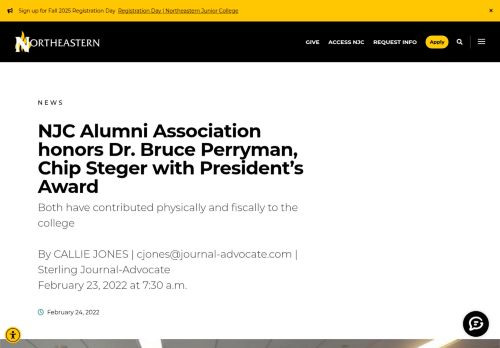 Sign up for Fall 2025 Registration Day Registration Day | Northeastern Junior College ×
NORTHEASTERN GIVE ACCESS NJC REQUEST INFO Apply
NEWS
NJC Alumni Association
honors Dr. Bruce Perryman,
Chip Steger with President's
Award
Both have contributed physically and fiscally to the
college
By CALLIE JONES | cjones@journal-advocate.com |
Sterling Journal-Advocate
February 23, 2022 at 7:30 a.m.
February 24, 2022